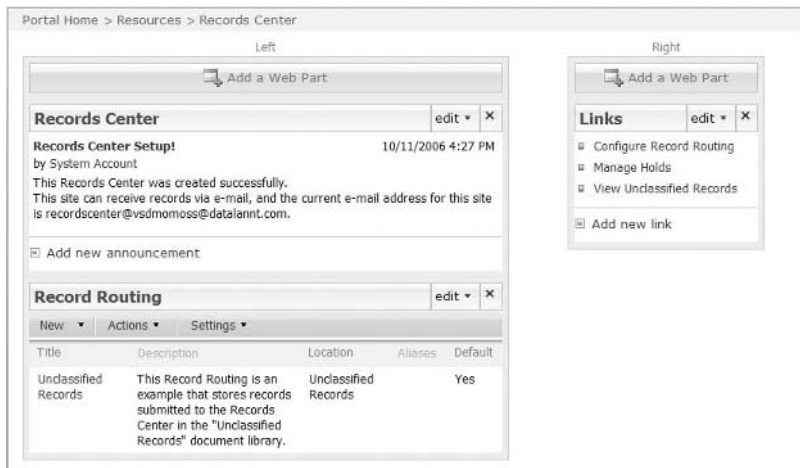 Portal Home > Resources > Records Center
Left
Add a Web Part
Records Center
edit
Records Center Setup!
10/11/2006 4:27 PM
by System Account
This Records Center was created successfully.
This site can receive records via e-mail, and the current e-mail address for this site
is recordscenter@vsdmomoss@datalannt.com.
Add new announcement
Record Routing
edit
New Actions Settings
Title Description Location Aliases Default
Unclassified This Record Routing is an Unclassified Yes
Records example that stores records Records
submitted to the Records
Center in the "Unclassified
Records" document library.
Right
Add a Web Part
Links
edit
Configure Record Routing
Manage Holds
View Unclassified Records
Add new link